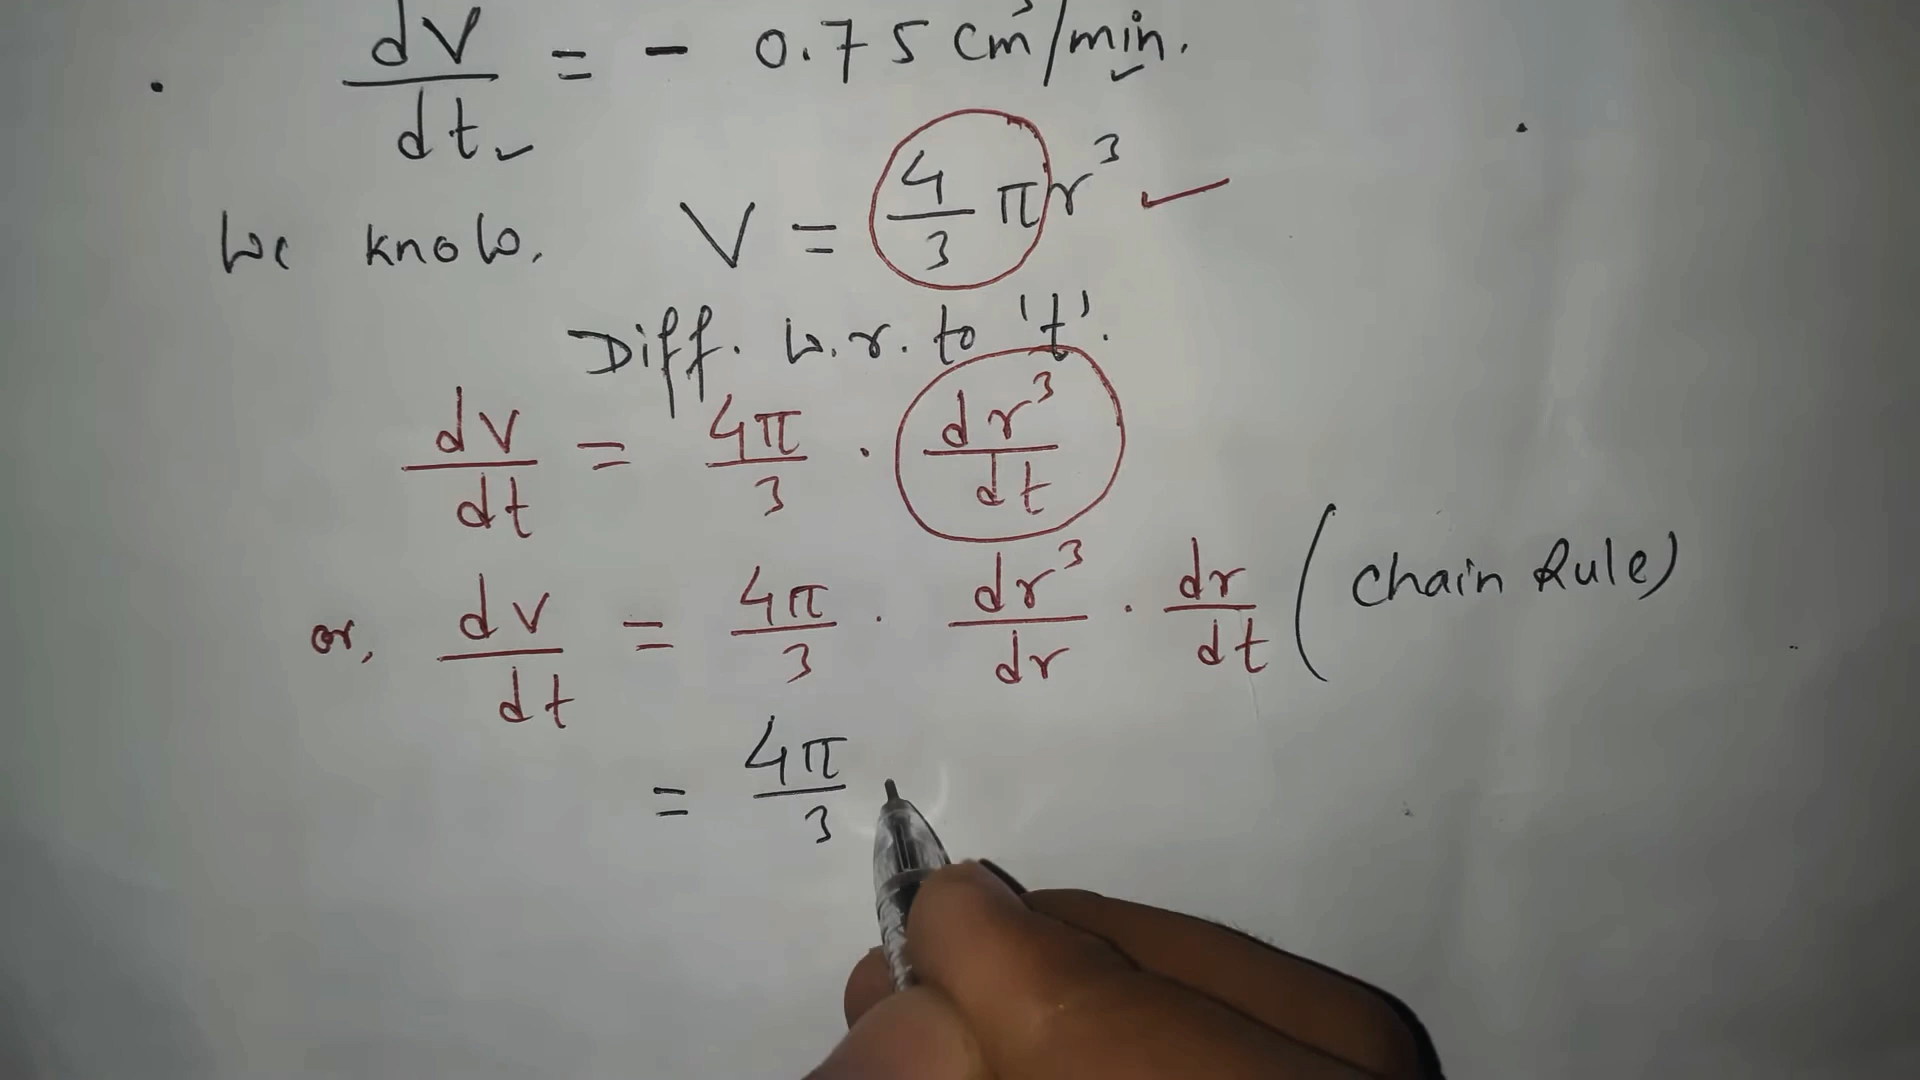 dV/dt = - 0.75 cm³/min.
We know, V = 4/3 πr³
Diff. w.r. to 't'.
dv/dt = 4π/3 · dr³/dt
or, dv/dt = 4π/3 · dr³/dr · dr/dt (Chain Rule)
= 4π/3